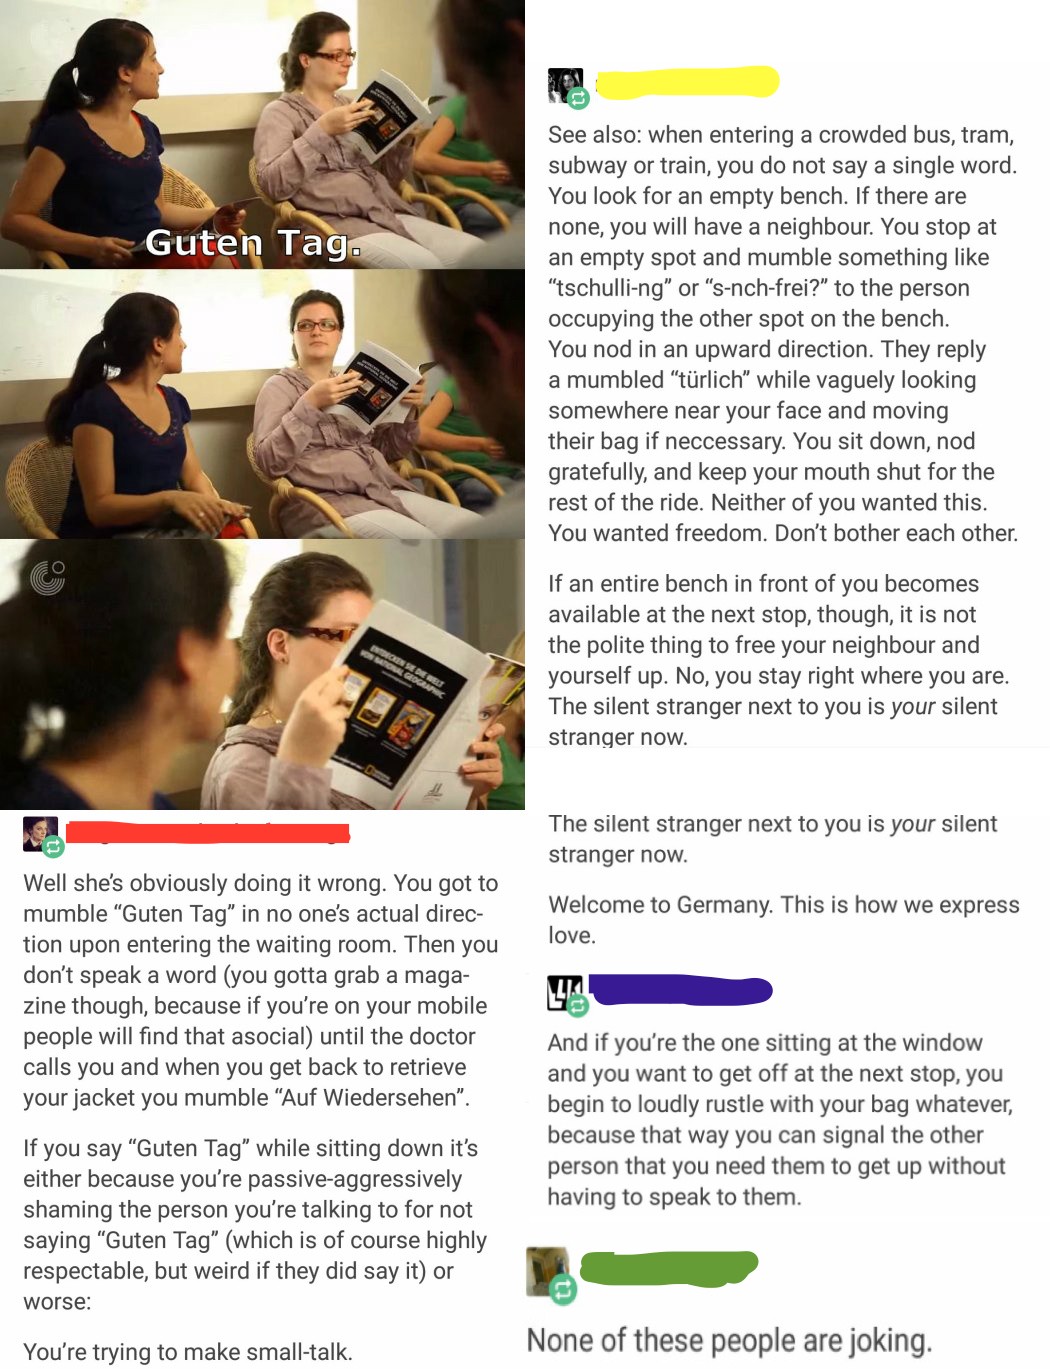 Guten Tag.
ENTDECKEN SIE DIE WELT
VON NATIONAL GEOGRAPHIC
Well she's obviously doing it wrong. You got to
mumble “Guten Tag” in no one's actual direc-
tion upon entering the waiting room. Then you
don't speak a word (you gotta grab a maga-
zine though, because if you're on your mobile
people will find that asocial) until the doctor
calls you and when you get back to retrieve
your jacket you mumble “Auf Wiedersehen”.
If you say “Guten Tag” while sitting down it's
either because you're passive-aggressively
shaming the person you're talking to for not
saying “Guten Tag” (which is of course highly
respectable, but weird if they did say it) or
worse:
You're trying to make small-talk.
See also: when entering a crowded bus, tram,
subway or train, you do not say a single word.
You look for an empty bench. If there are
none, you will have a neighbour. You stop at
an empty spot and mumble something like
“tschulli-ng” or “s-nch-frei?” to the person
occupying the other spot on the bench.
You nod in an upward direction. They reply
a mumbled “türlich” while vaguely looking
somewhere near your face and moving
their bag if neccessary. You sit down, nod
gratefully, and keep your mouth shut for the
rest of the ride. Neither of you wanted this.
You wanted freedom. Don't bother each other.
If an entire bench in front of you becomes
available at the next stop, though, it is not
the polite thing to free your neighbour and
yourself up. No, you stay right where you are.
The silent stranger next to you is your silent
stranger now.
The silent stranger next to you is your silent
stranger now.
Welcome to Germany. This is how we express
love.
And if you're the one sitting at the window
and you want to get off at the next stop, you
begin to loudly rustle with your bag whatever,
because that way you can signal the other
person that you need them to get up without
having to speak to them.
None of these people are joking.